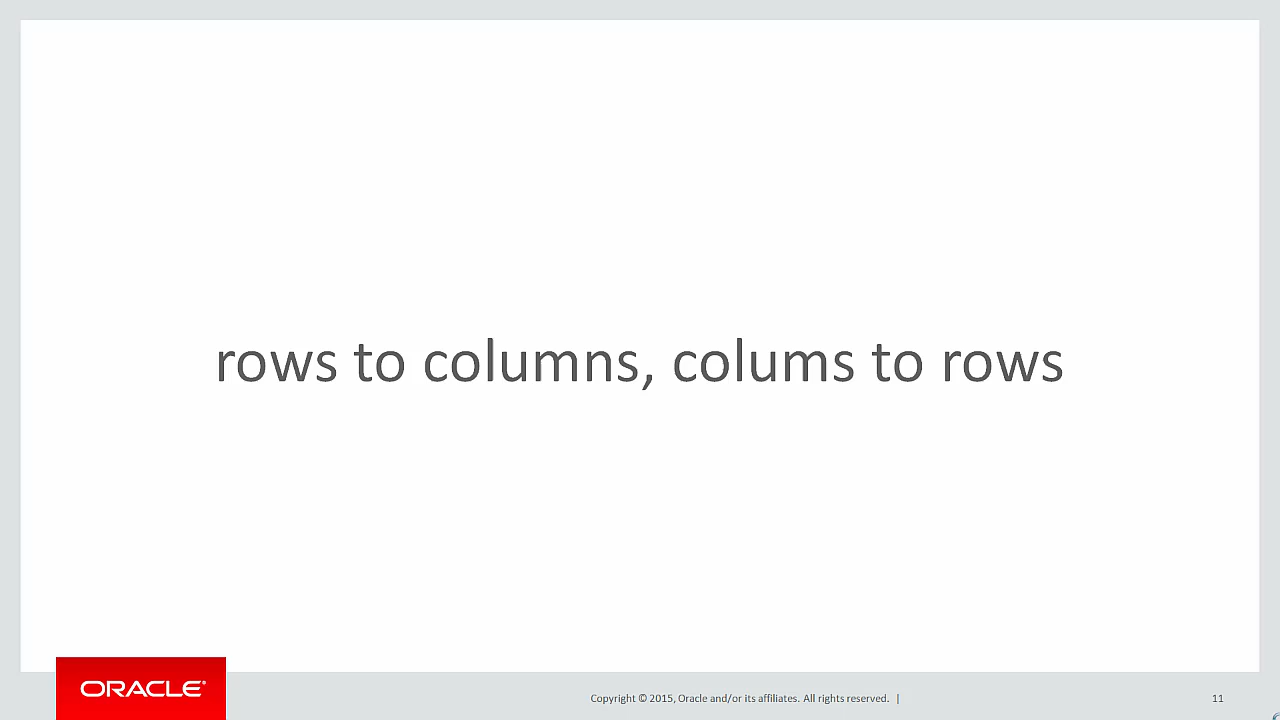 rows to columns, colums to rows
ORACLE®
Copyright © 2015, Oracle and/or its affiliates. All rights reserved. |
11